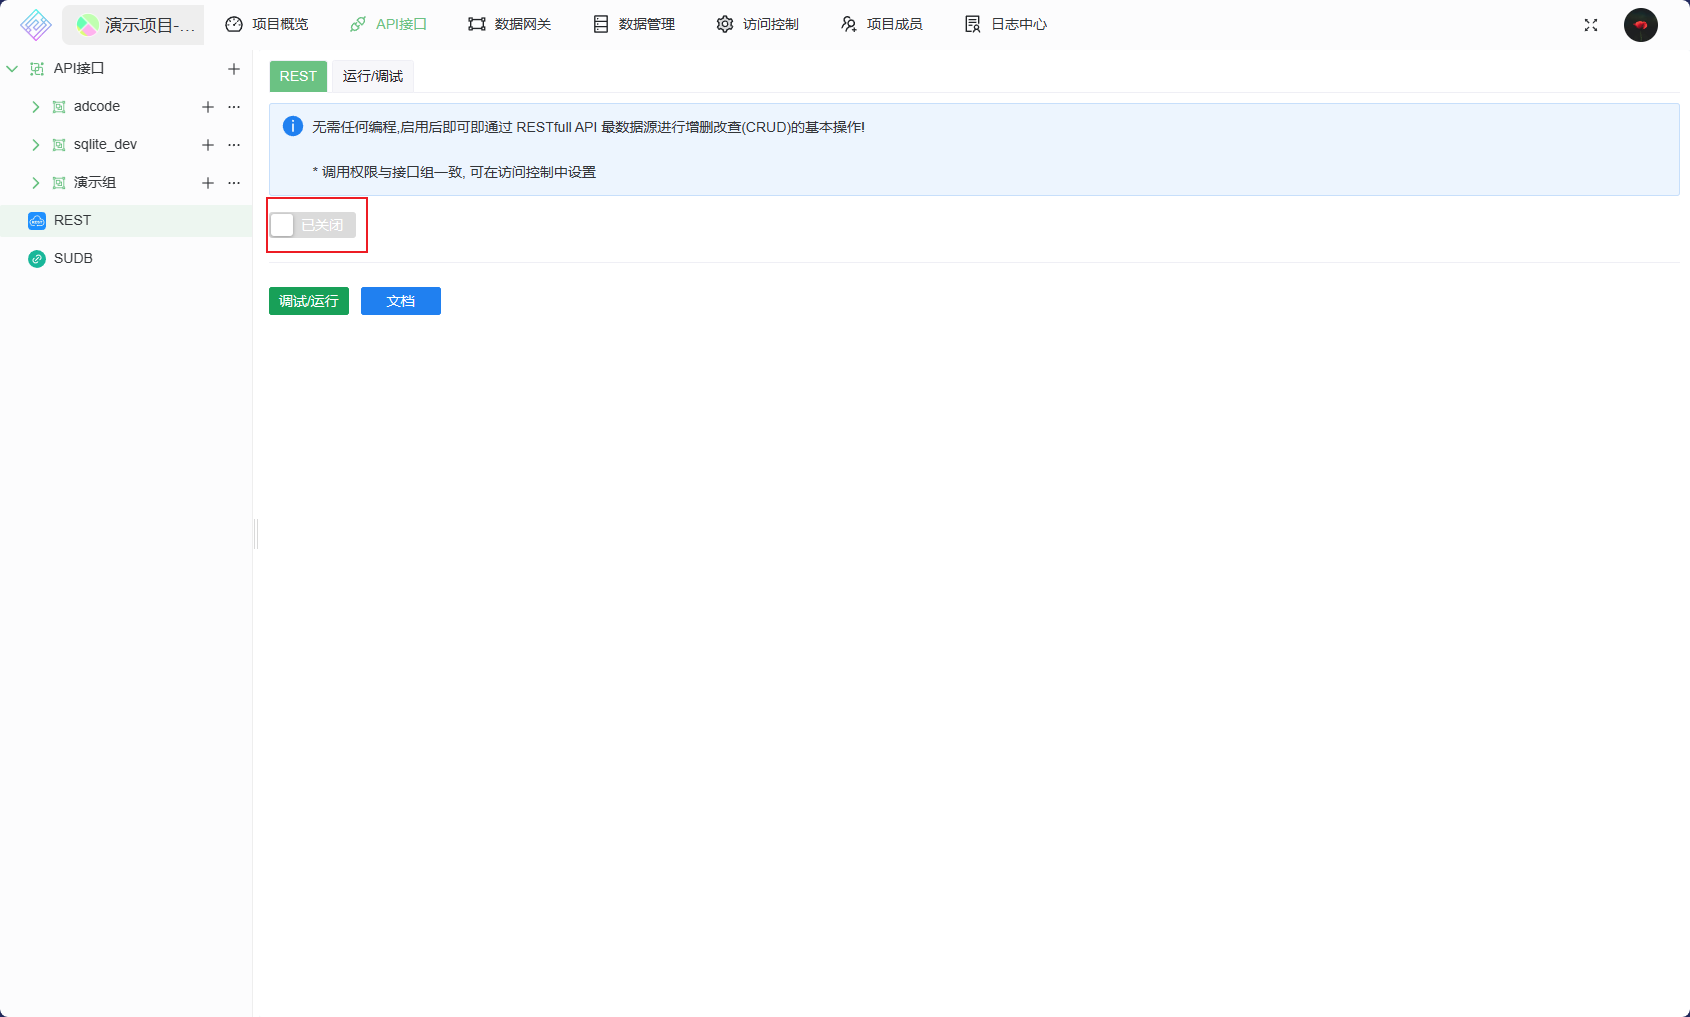 演示项目-...
项目概览
API接口
数据网关
数据管理
访问控制
项目成员
日志中心
API接口
adcode
sqlite_dev
演示组
REST
SUDB
REST
运行/调试
无需任何编程,启用后即可即通过 RESTfull API 最数据源进行增删改查(CRUD)的基本操作!
* 调用权限与接口组一致, 可在访问控制中设置
已关闭
调试/运行
文档